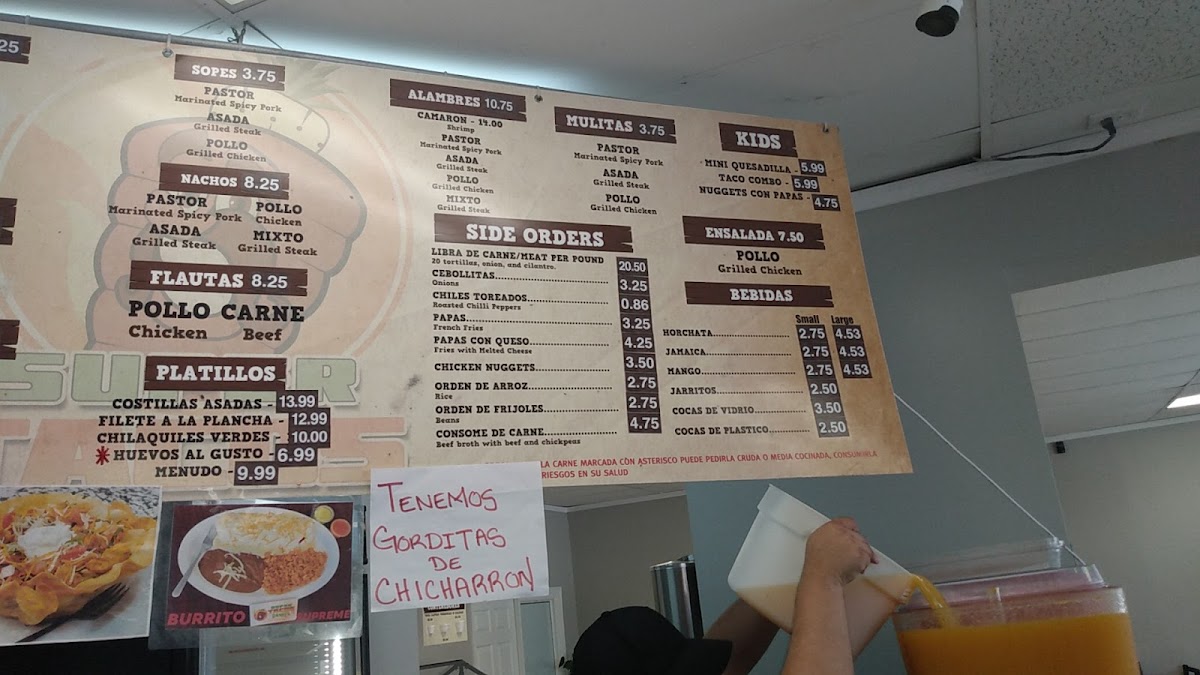 25
SOPES 3.75
PASTOR
Marinated Spicy Pork
ASADA
Grilled Steak
POLLO
Grilled Chicken
NACHOS 8.25
PASTOR POLLO
Marinated Spicy Pork Chicken
ASADA MIXTO
Grilled Steak Grilled Steak
FLAUTAS 8.25
POLLO CARNE
Chicken Beef
PLATILLOS
COSTILLAS ASADAS - 13.99
FILETE A LA PLANCHA - 12.99
CHILAQUILES VERDES - 10.00
*HUEVOS AL GUSTO - 6.99
MENUDO - 9.99
ALAMBRES 10.75
CAMARON - 14.00
Shrimp
PASTOR
Marinated Spicy Pork
ASADA
Grilled Steak
POLLO
Grilled Chicken
MIXTO
Grilled Steak
MULITAS 3.75
PASTOR
Marinated Spicy Pork
ASADA
Grilled Steak
POLLO
Grilled Chicken
SIDE ORDERS
LIBRA DE CARNE/MEAT PER POUND 20.50
20 tortillas, onion, and cilantro.
CEBOLLITAS 3.25
Onions
CHILES TOREADOS 0.86
Roasted Chilli Peppers
PAPAS 3.25
French Fries
PAPAS CON QUESO 4.25
Fries with Melted Cheese
CHICKEN NUGGETS 3.50
ORDEN DE ARROZ 2.75
Rice
ORDEN DE FRIJOLES 2.75
Beans
CONSOME DE CARNE 4.75
Beef broth with beef and chickpeas
KIDS
MINI QUESADILLA - 5.99
TACO COMBO - 5.99
NUGGETS CON PAPAS - 4.75
ENSALADA 7.50
POLLO
Grilled Chicken
BEBIDAS
Small Large
HORCHATA 2.75 4.53
JAMAICA 2.75 4.53
MANGO 2.75 4.53
JARRITOS 2.50
COCAS DE VIDRIO 3.50
COCAS DE PLASTICO 2.50
LA CARNE MARCADA CON ASTERISCO PUEDE PEDIRLA CRUDA O MEDIA COCINADA, CONSUMIRLA
RIESGOS EN SU SALUD
TENEMOS
GORDITAS
DE
CHICHARRON
BURRITO SUPREME